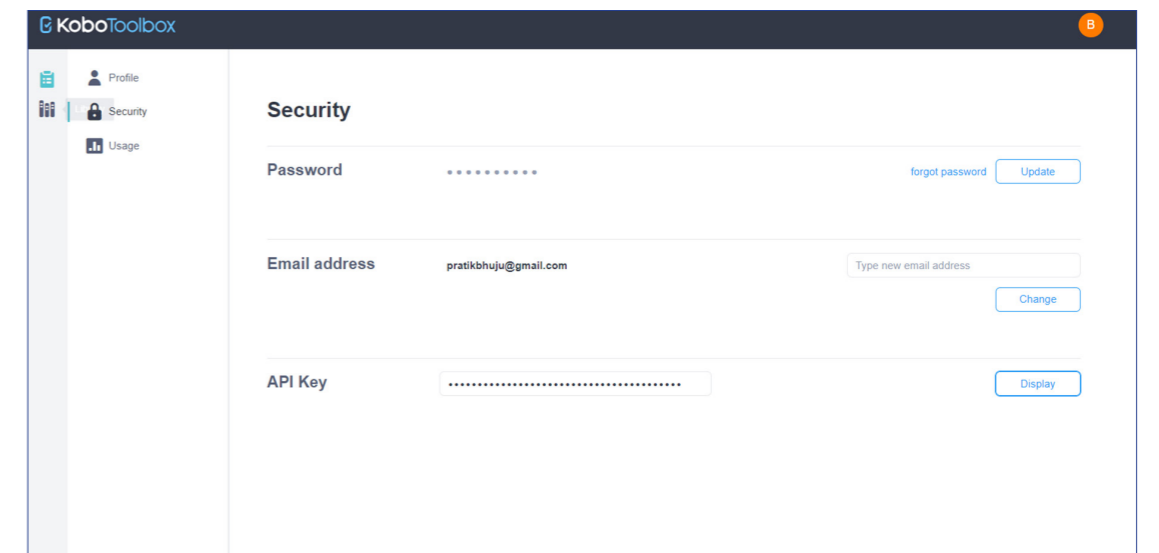 KoboToolbox
B
Profile
Security
Usage
Security
Password •••••••••• forgot password Update
Email address pratikbhuju@gmail.com Type new email address
Change
API Key •••••••••••••••••••••••••••••••••••••••• Display